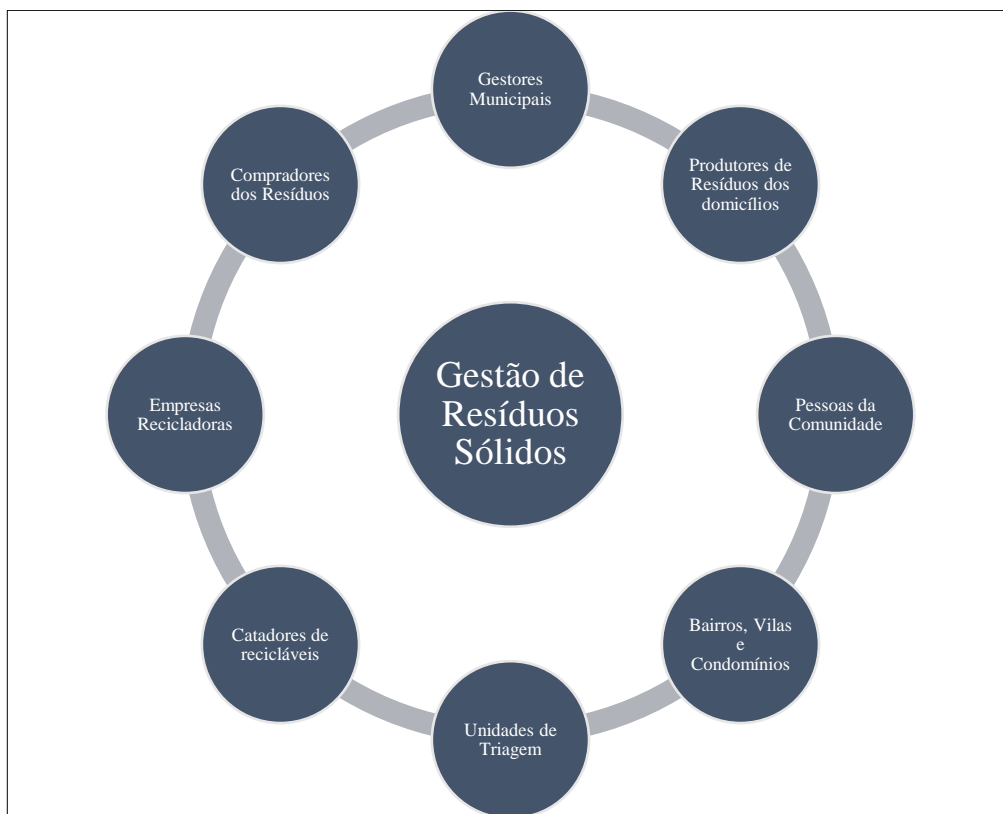 Gestores
Municipais
Produtores de
Resíduos dos
domicílios
Pessoas da
Comunidade
Bairros, Vilas
e
Condomínios
Unidades de
Triagem
Catadores de
recicláveis
Empresas
Recicladoras
Compradores
dos Resíduos
Gestão de
Resíduos
Sólidos